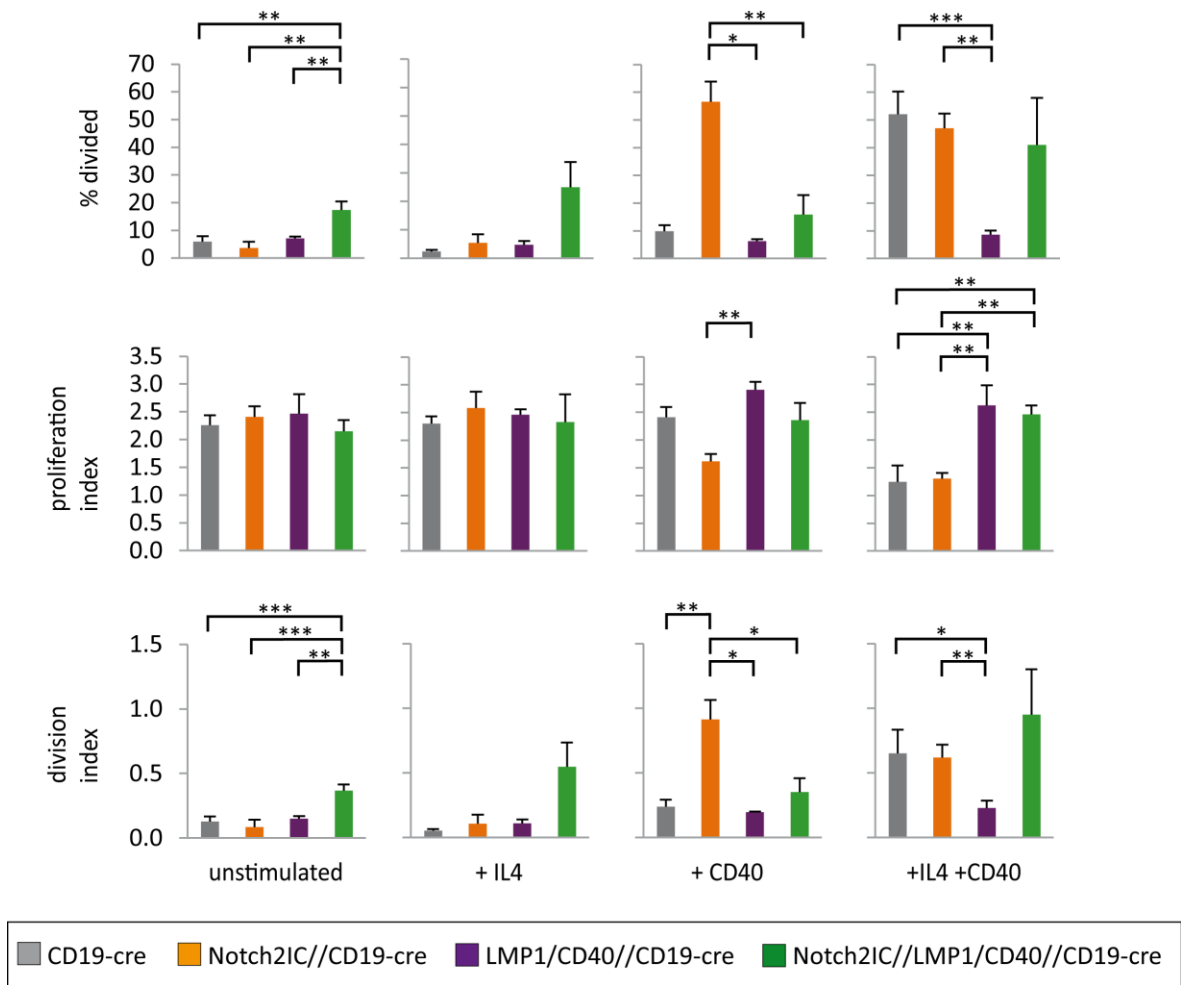 ** ** ***
** * **
**
70
60
50
40
30
20
10
0
% divided
**
** **
** **
3.5
3.0
2.5
2.0
1.5
1.0
0.5
0.0
proliferation
index
*** **
*** * *
** * **
1.5
1.0
0.5
0.0
division
index
unstimulated + IL4 + CD40 +IL4 +CD40
CD19-cre Notch2IC//CD19-cre LMP1/CD40//CD19-cre Notch2IC//LMP1/CD40//CD19-cre